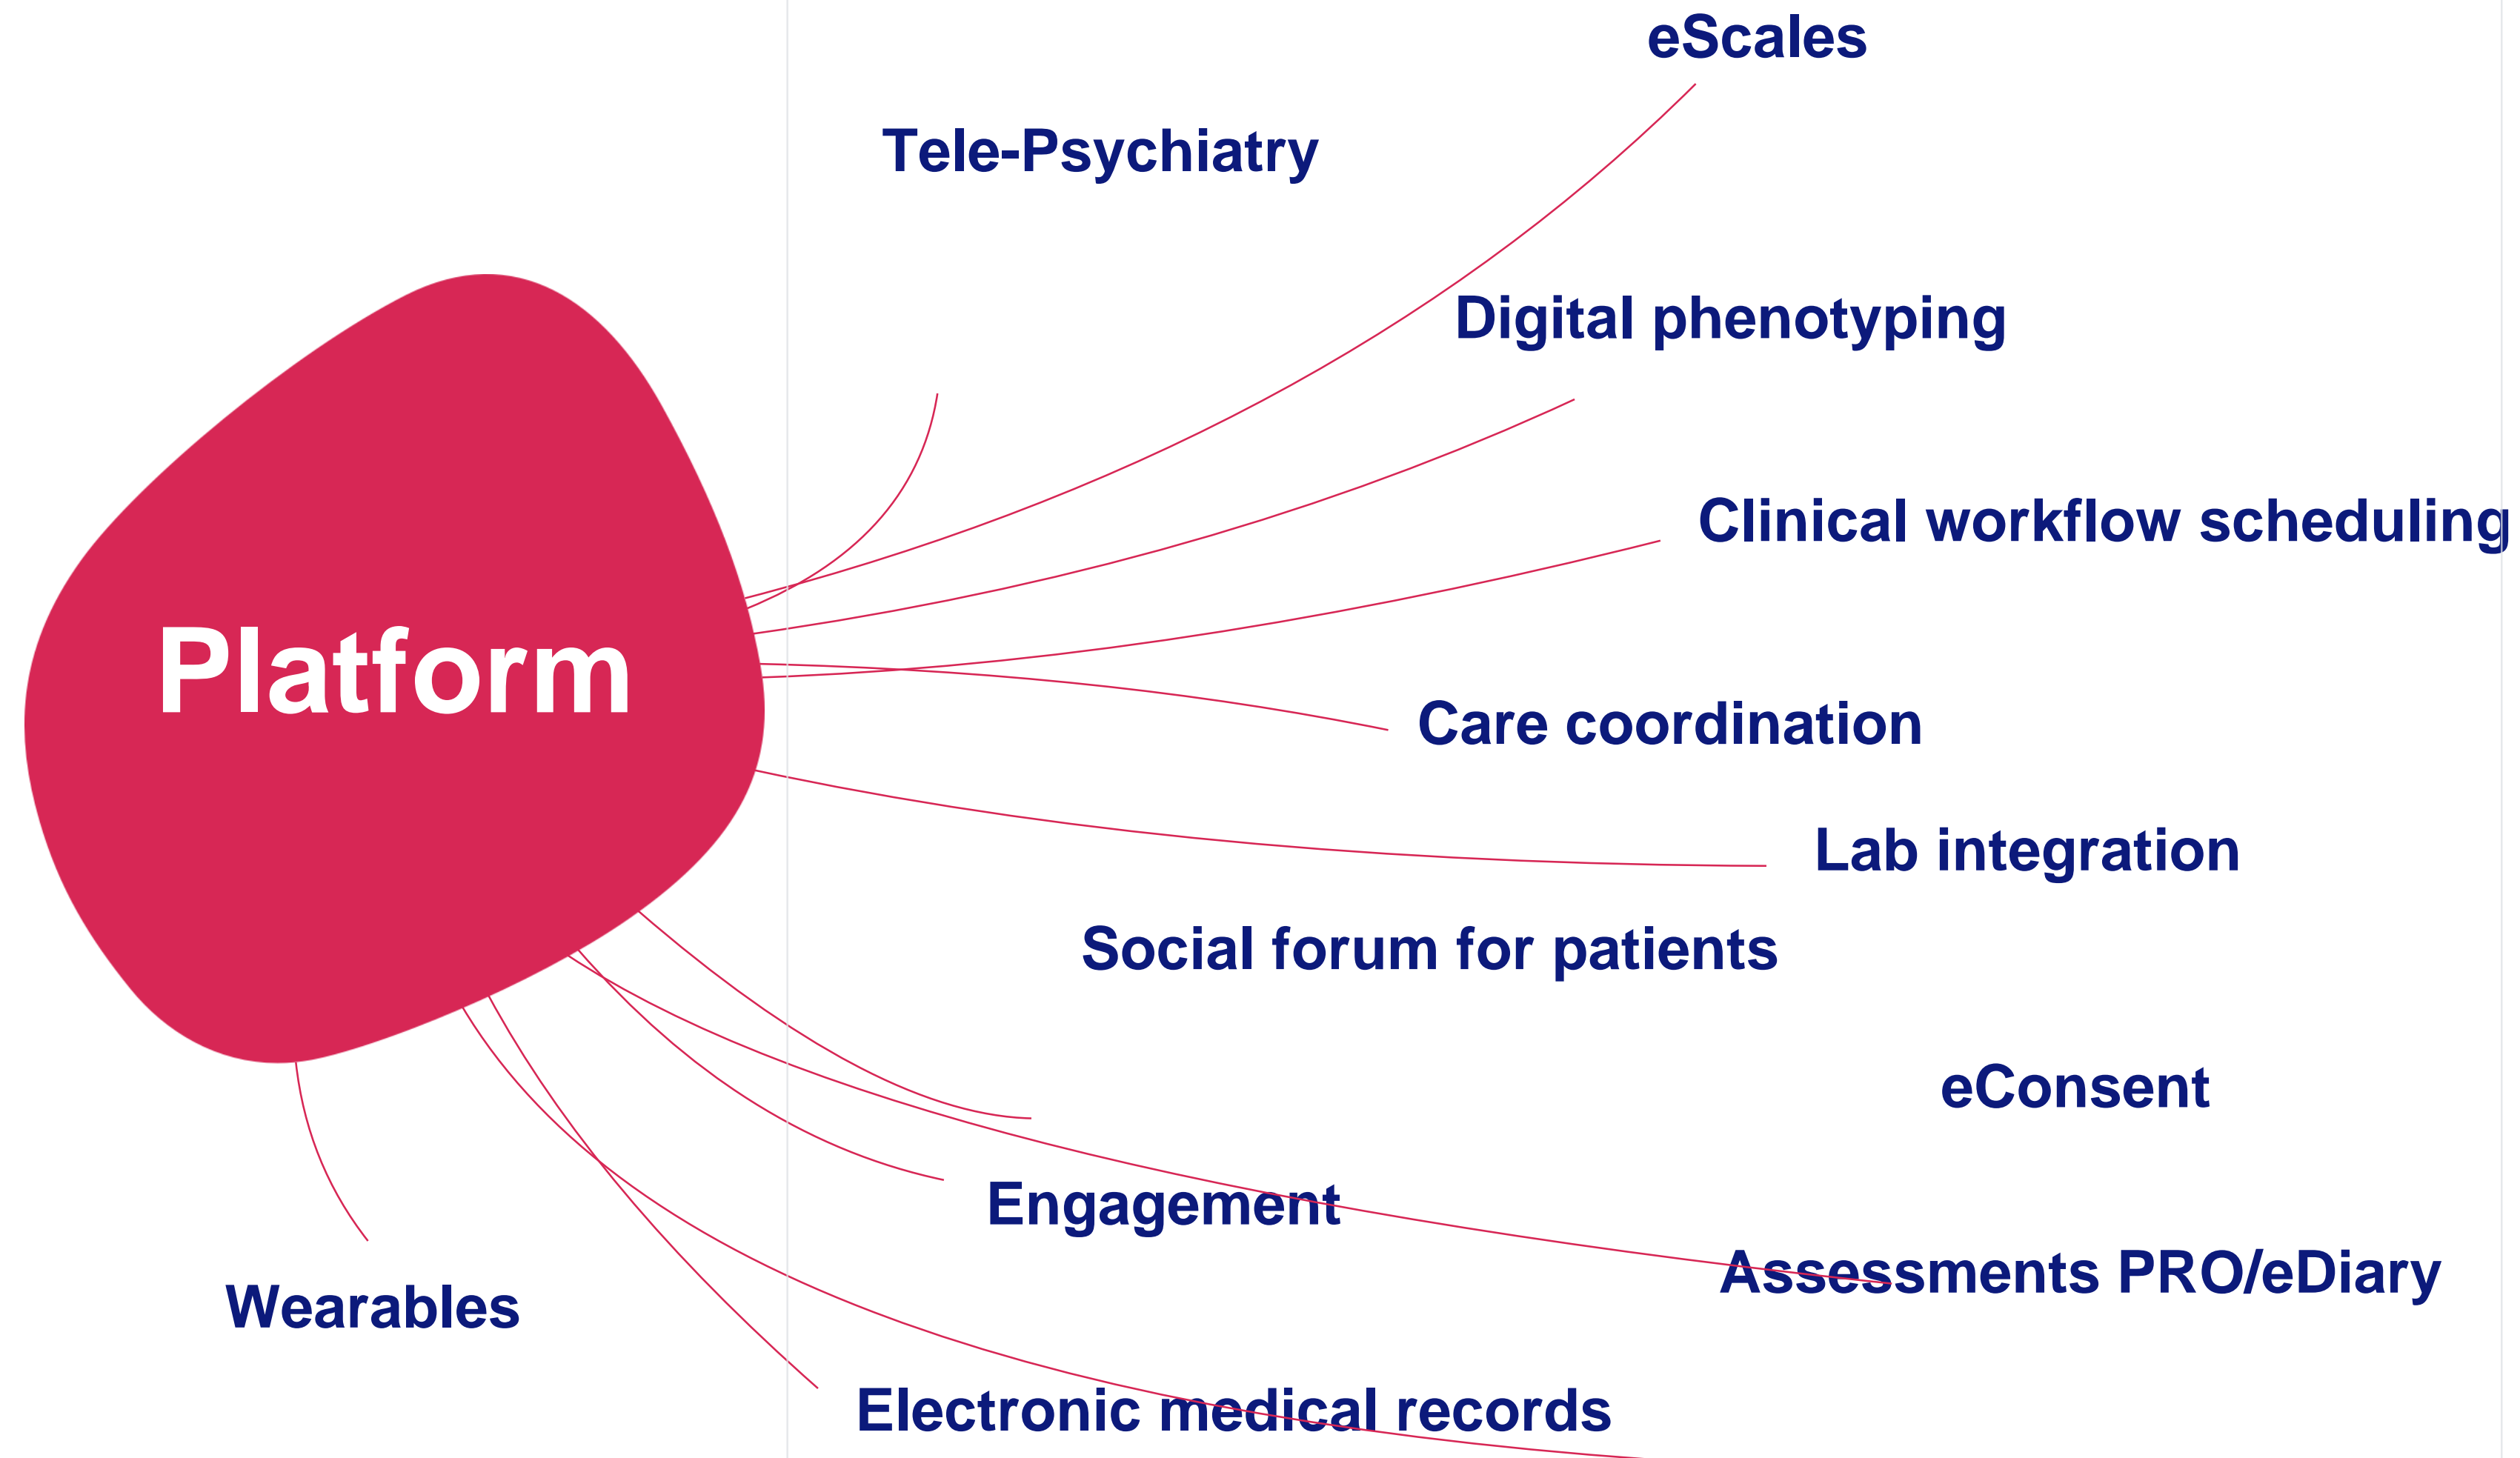 eScales
Tele-Psychiatry
Digital phenotyping
Clinical workflow scheduling
Platform
Care coordination
Lab integration
Social forum for patients
eConsent
Engagement
Assessments PRO/eDiary
Wearables
Electronic medical records